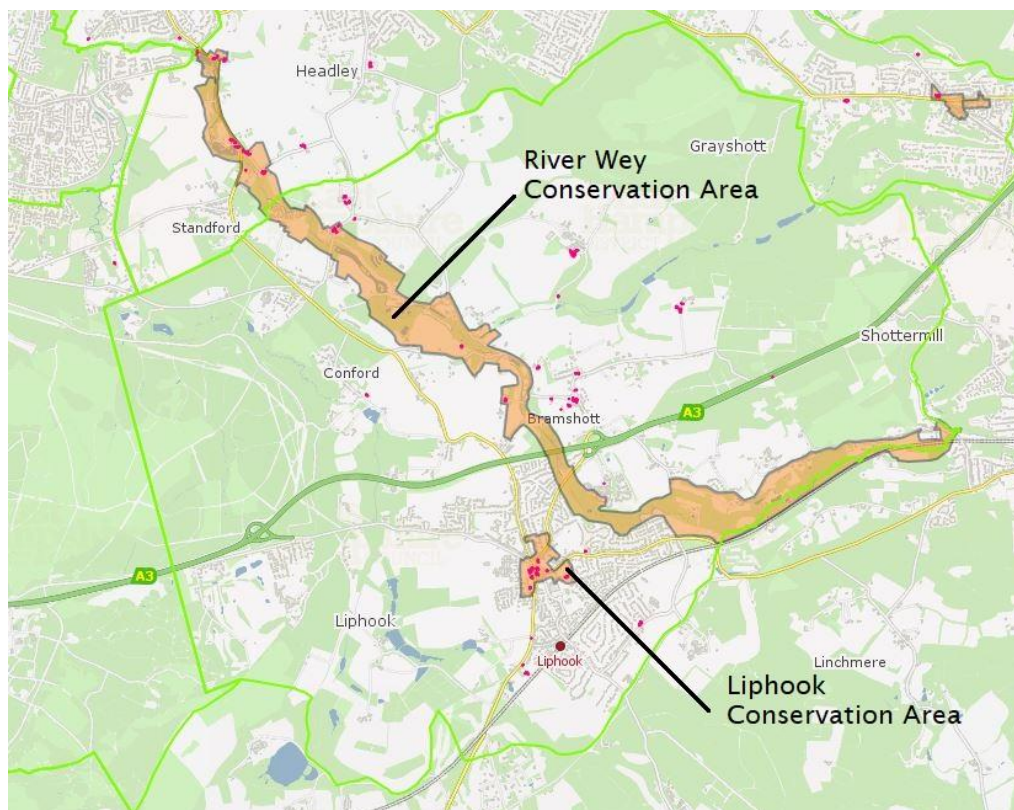 Headley
Grayshott
River Wey
Conservation Area
Standford
Shottermill
Conford
A3
Bramshott
A3
Liphook
Liphook
Linchmere
Liphook
Conservation Area